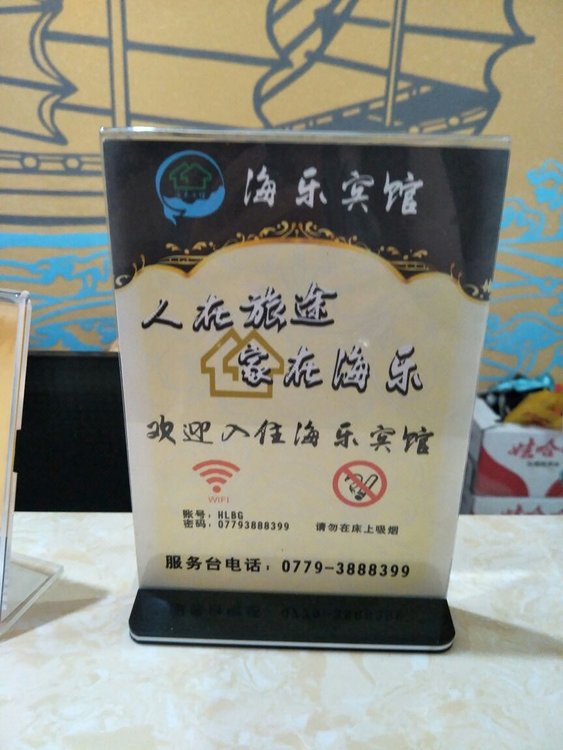 海乐宾馆
人在旅途
家在海乐
欢迎入住海乐宾馆
WIFI
账号：HLBG
密码：07793888399
请勿在床上吸烟
服务台电话：0779-3888399
娃哈